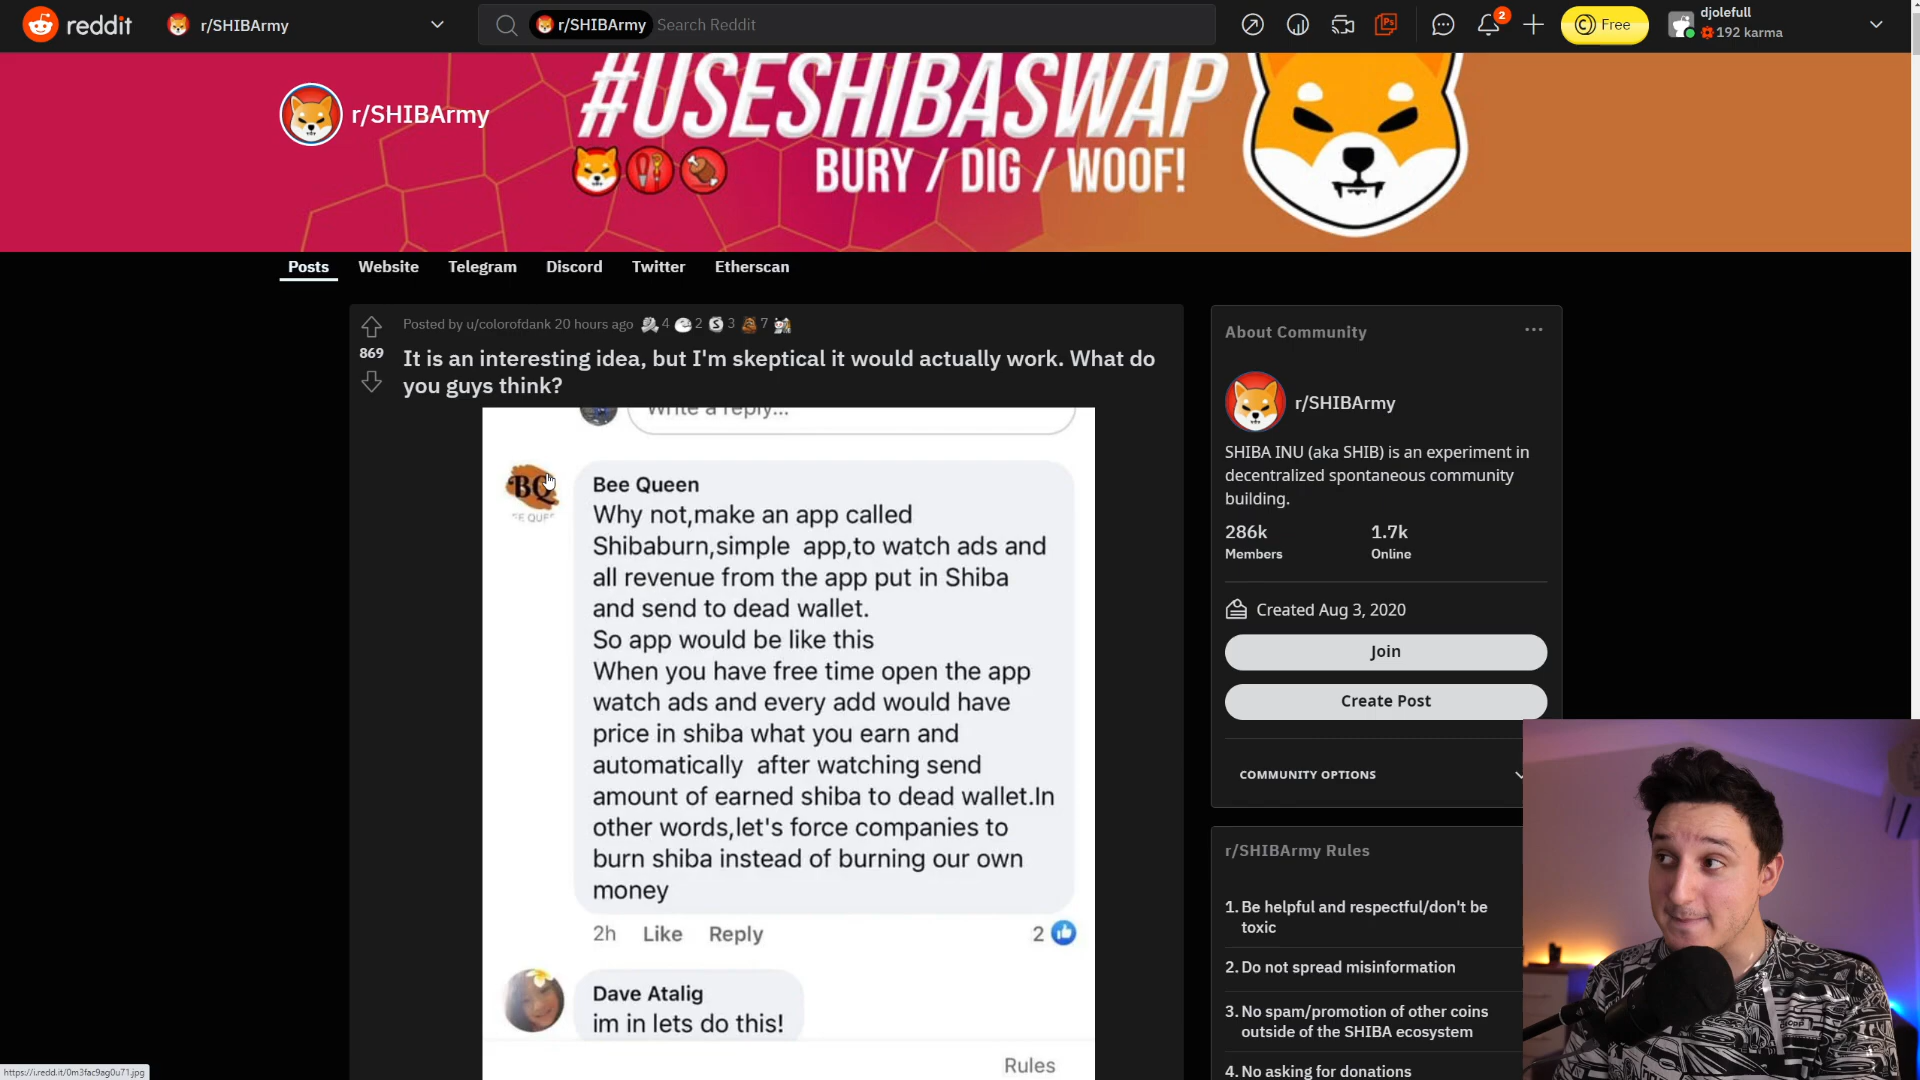 reddit
r/SHIBArmy
r/SHIBArmy Search Reddit
2
Free
djolefull
192 karma
r/SHIBArmy
#USESHIBASWAP
BURY / DIG / WOOF!
Posts Website Telegram Discord Twitter Etherscan
Posted by u/colorofdank 20 hours ago 4 2 3 7
869
It is an interesting idea, but I'm skeptical it would actually work. What do
you guys think?
Write a reply...
BQ
Bee Queen
Why not,make an app called
Shibaburn,simple app,to watch ads and
all revenue from the app put in Shiba
and send to dead wallet.
So app would be like this
When you have free time open the app
watch ads and every add would have
price in shiba what you earn and
automatically after watching send
amount of earned shiba to dead wallet.In
other words,let's force companies to
burn shiba instead of burning our own
money
2h Like Reply 2
Dave Atalig
im in lets do this!
Rules
About Community
r/SHIBArmy
SHIBA INU (aka SHIB) is an experiment in
decentralized spontaneous community
building.
286k 1.7k
Members Online
Created Aug 3, 2020
Join
Create Post
COMMUNITY OPTIONS
r/SHIBArmy Rules
1. Be helpful and respectful/don't be
toxic
2. Do not spread misinformation
3. No spam/promotion of other coins
outside of the SHIBA ecosystem
4. No asking for donations
https://i.redd.it/0m3fac9ag0u71.jpg